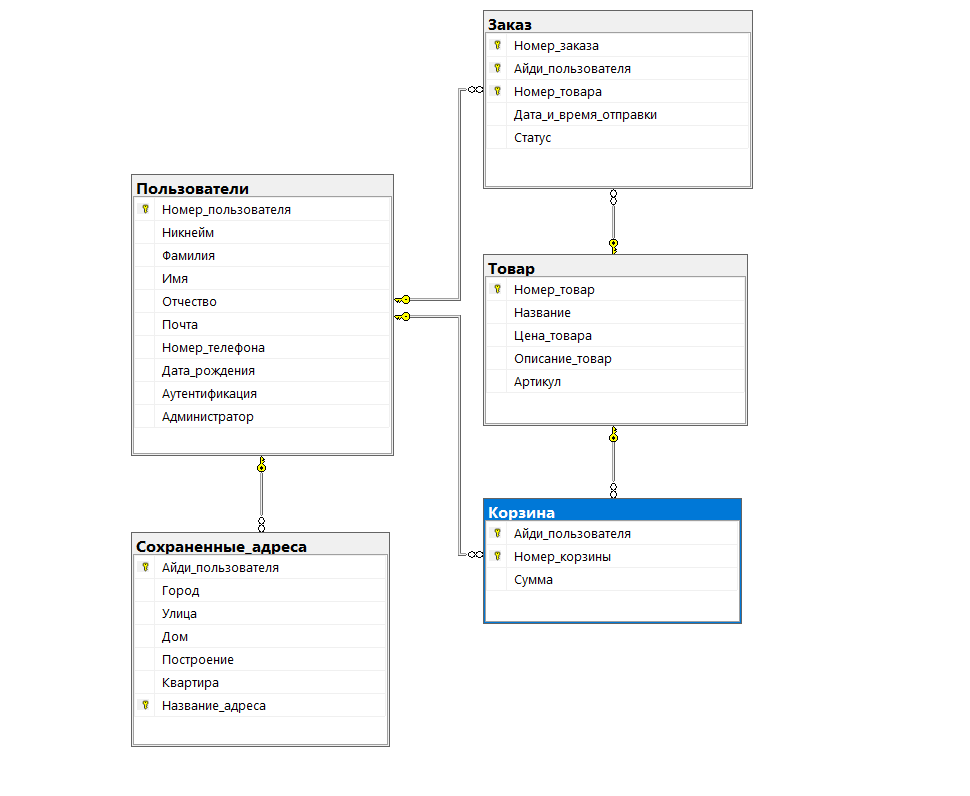 Заказ
Номер_заказа
Айди_пользователя
Номер_товара
Дата_и_время_отправки
Статус
Пользователи
Номер_пользователя
Никнейм
Фамилия
Имя
Отчество
Почта
Номер_телефона
Дата_рождения
Аутентификация
Администратор
Товар
Номер_товар
Название
Цена_товара
Описание_товар
Артикул
Корзина
Айди_пользователя
Номер_корзины
Сумма
Сохраненные_адреса
Айди_пользователя
Город
Улица
Дом
Построение
Квартира
Название_адреса